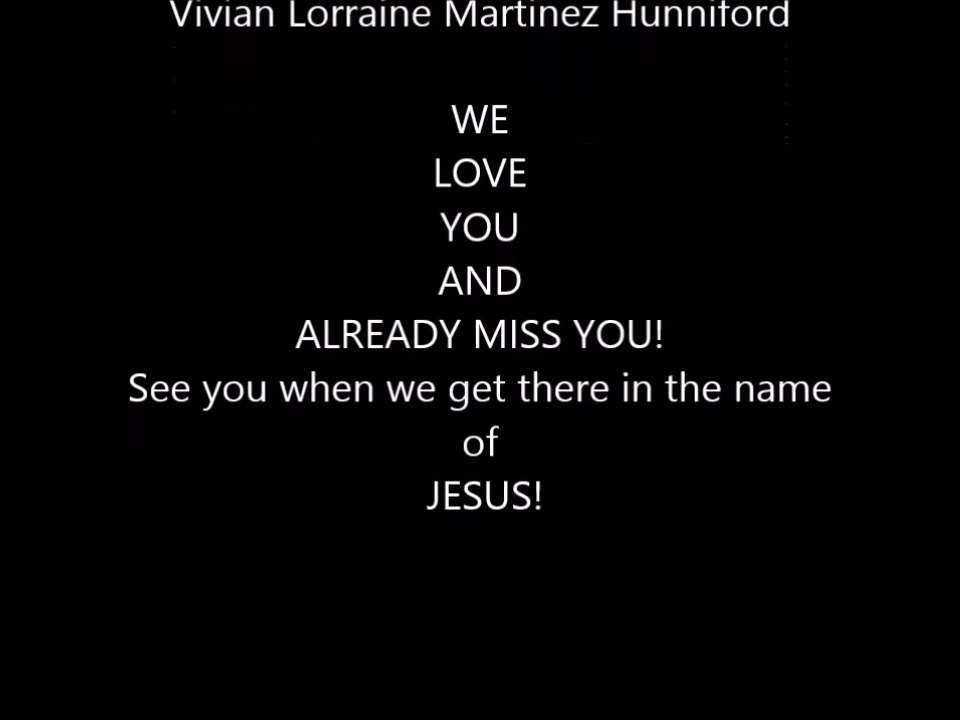 Vivian Lorraine Martinez Hunniford
WE
LOVE
YOU
AND
ALREADY MISS YOU!
See you when we get there in the name
of
JESUS!